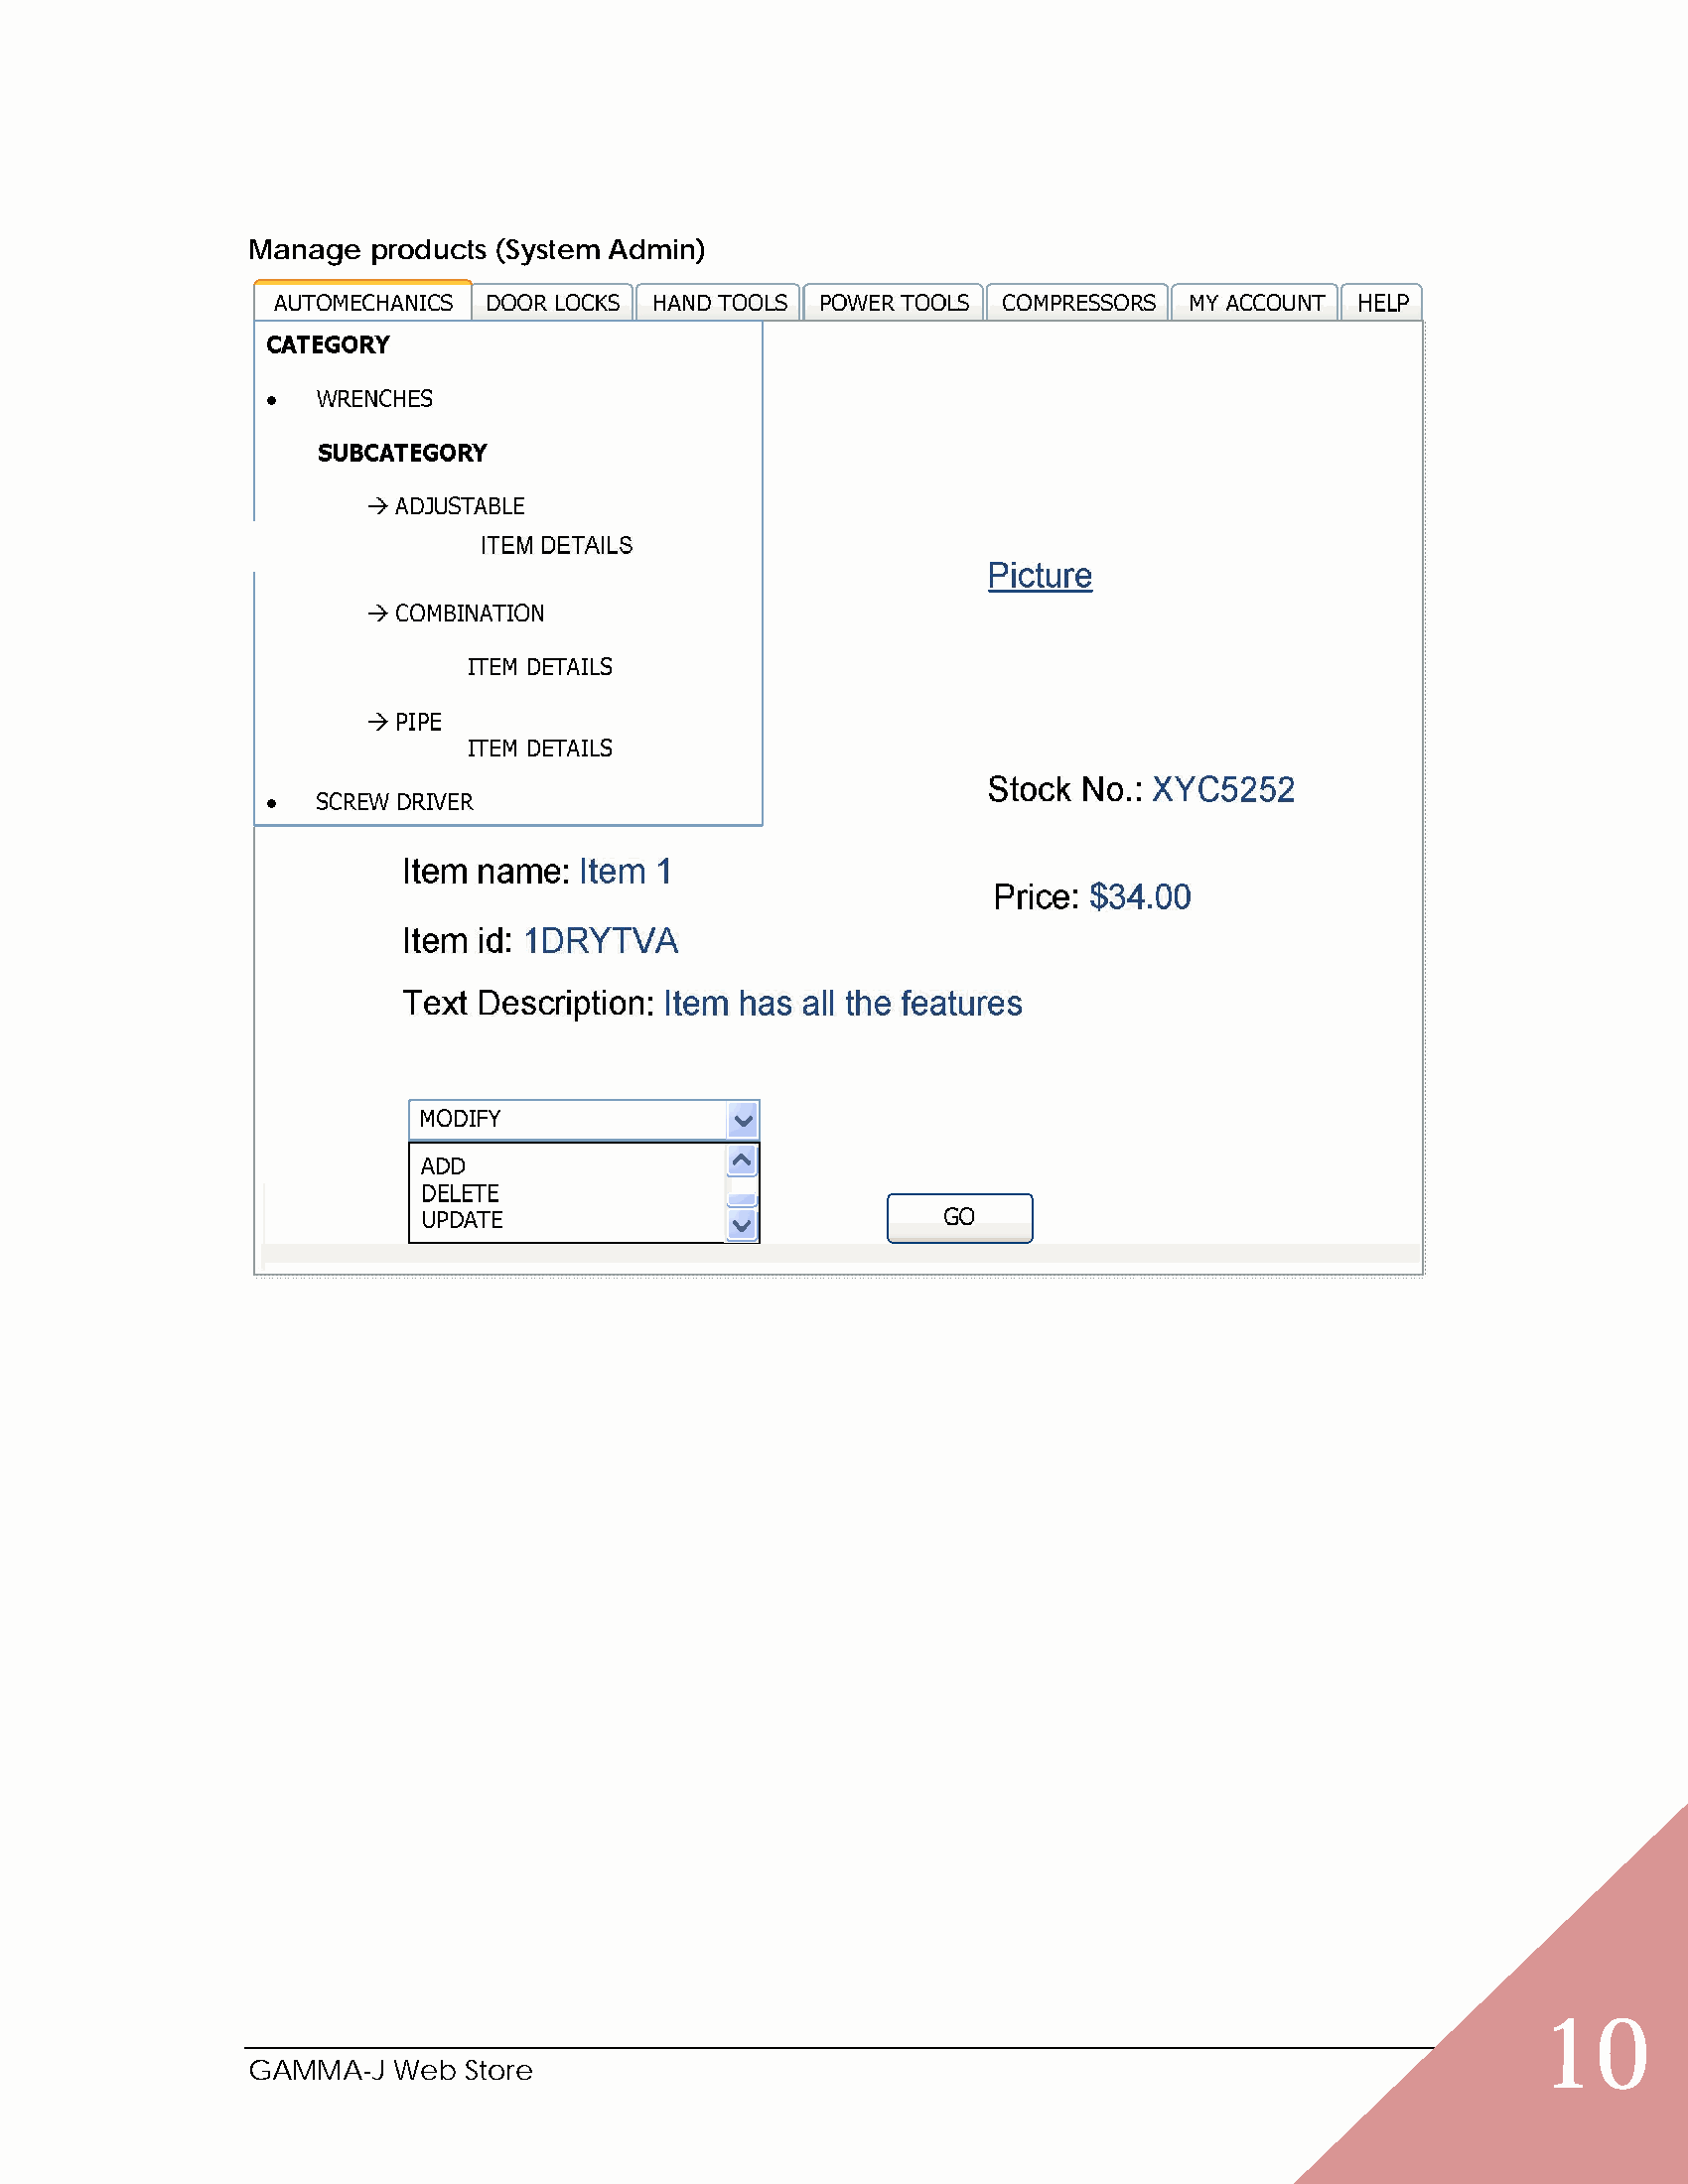 Manage products (System Admin)
AUTOMECHANICS DOOR LOCKS HAND TOOLS POWER TOOLS COMPRESSORS MY ACCOUNT HELP
CATEGORY
• WRENCHES
SUBCATEGORY
→ ADJUSTABLE
ITEM DETAILS
Picture
→ COMBINATION
ITEM DETAILS
→ PIPE
ITEM DETAILS
Stock No.: XYC5252
• SCREW DRIVER
Item name: Item 1
Price: $34.00
Item id: 1DRYTVA
Text Description: Item has all the features
MODIFY
ADD
DELETE
UPDATE
GO
GAMMA-J Web Store
10